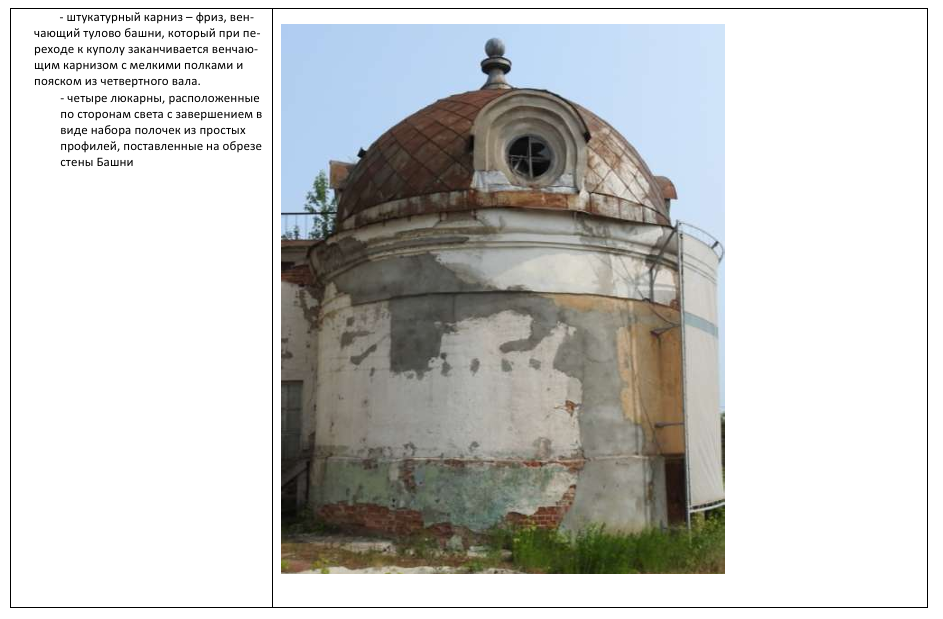 - штукатурный карниз – фриз, вен-
чающий тулово башни, который при пе-
реходе к куполу заканчивается венчаю-
щим карнизом с мелкими полками и
пояском из четвертного вала.
- четыре люкарны, расположенные
по сторонам света с завершением в
виде набора полочек из простых
профилей, поставленные на обрезе
стены Башни